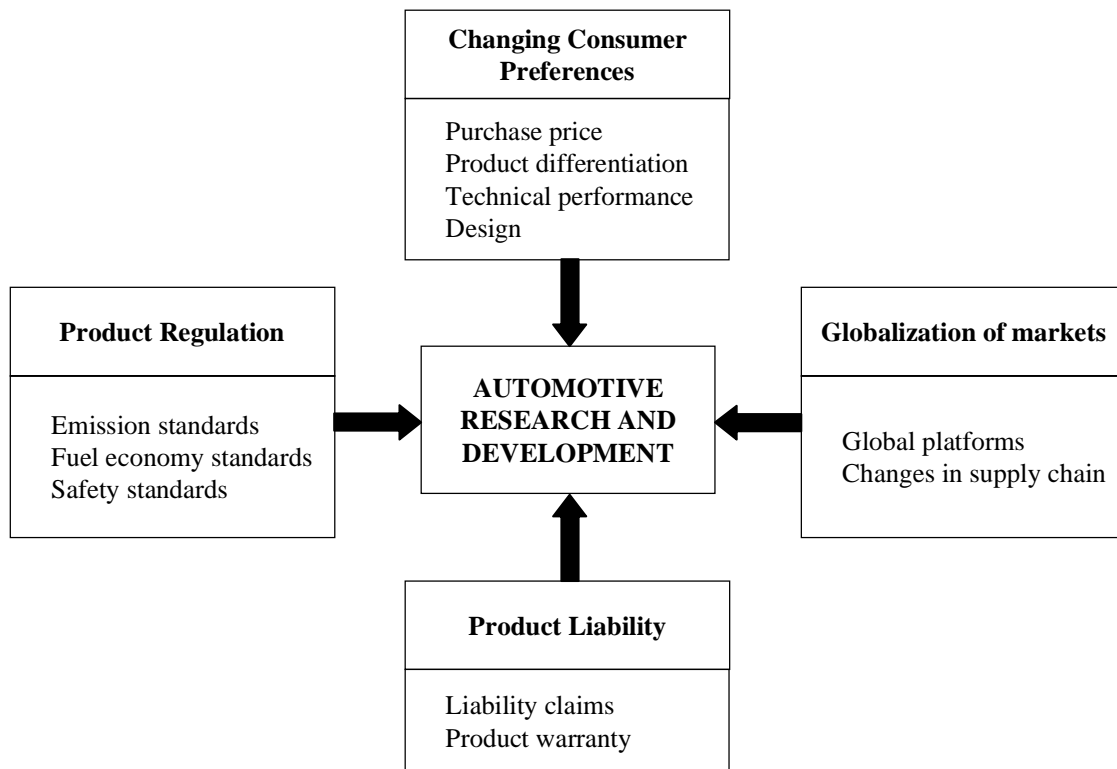 Changing Consumer
Preferences
Purchase price
Product differentiation
Technical performance
Design
Product Regulation
Emission standards
Fuel economy standards
Safety standards
AUTOMOTIVE
RESEARCH AND
DEVELOPMENT
Globalization of markets
Global platforms
Changes in supply chain
Product Liability
Liability claims
Product warranty